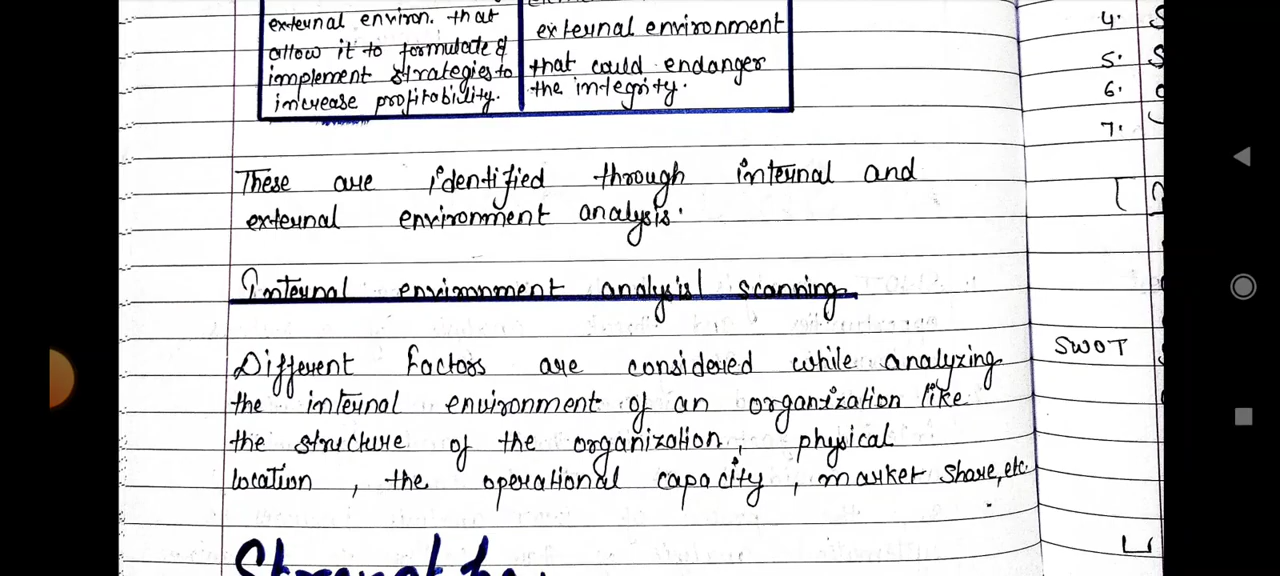 external environ. that
allow it to formulate &
implement strategies to
increase profitability.
external environment
that could endanger
the integrity.
These are identified through internal and
external environment analysis.
Internal environment analysis/ scanning
Different factors are considered while analyzing
the internal environment of an organization like
the structure of the organization, physical
location, the operational capacity, market share, etc.
4.
5.
6.
7.
SWOT